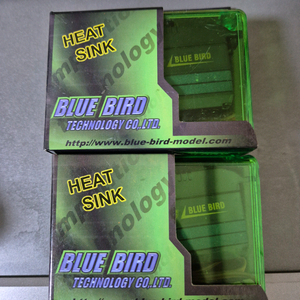 HEAT
SINK
BLUE BIRD
BLUE BIRD
TECHNOLOGY CO.,LTD.
http://www.blue-bird-model.com
HEAT
SINK
BLUE BIRD
BLUE BIRD
TECHNOLOGY CO.,LTD.